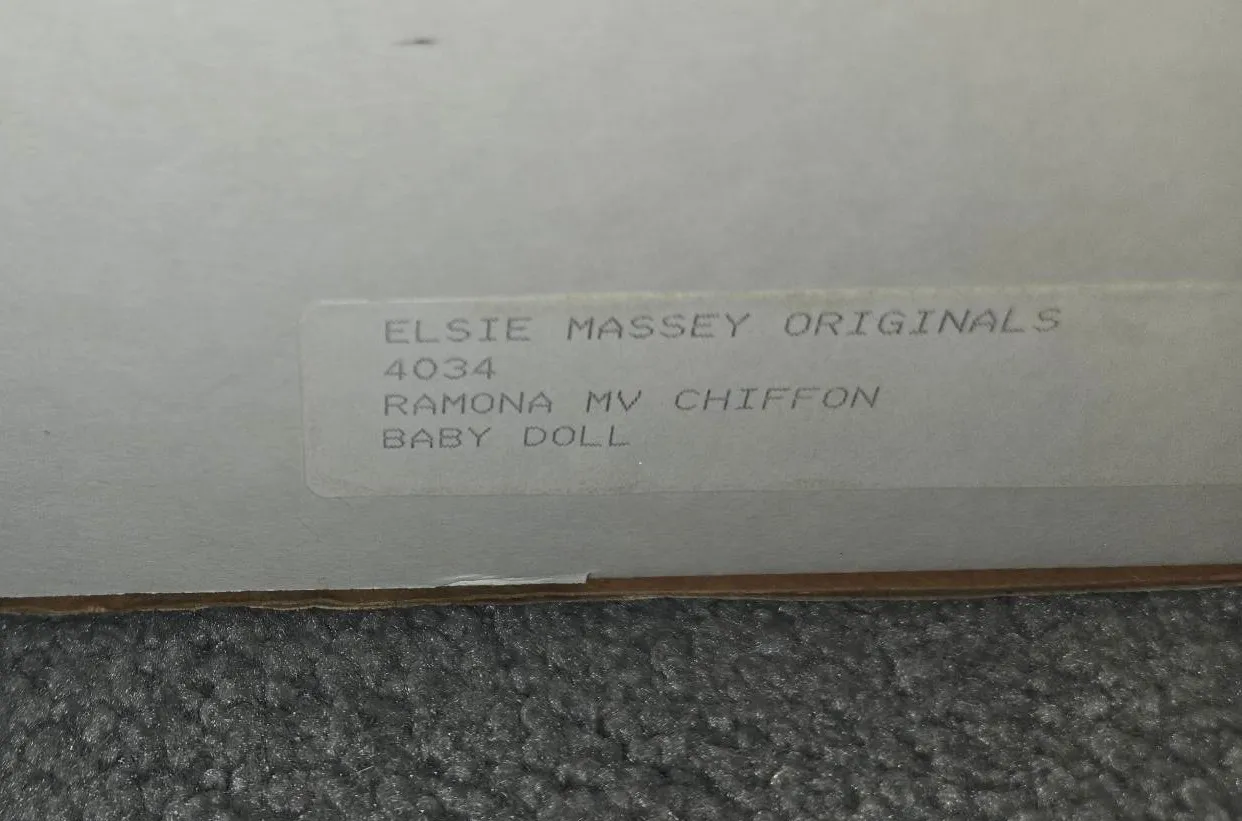 ELSIE MASSEY ORIGINALS
4034
RAMONA MV CHIFFON
BABY DOLL